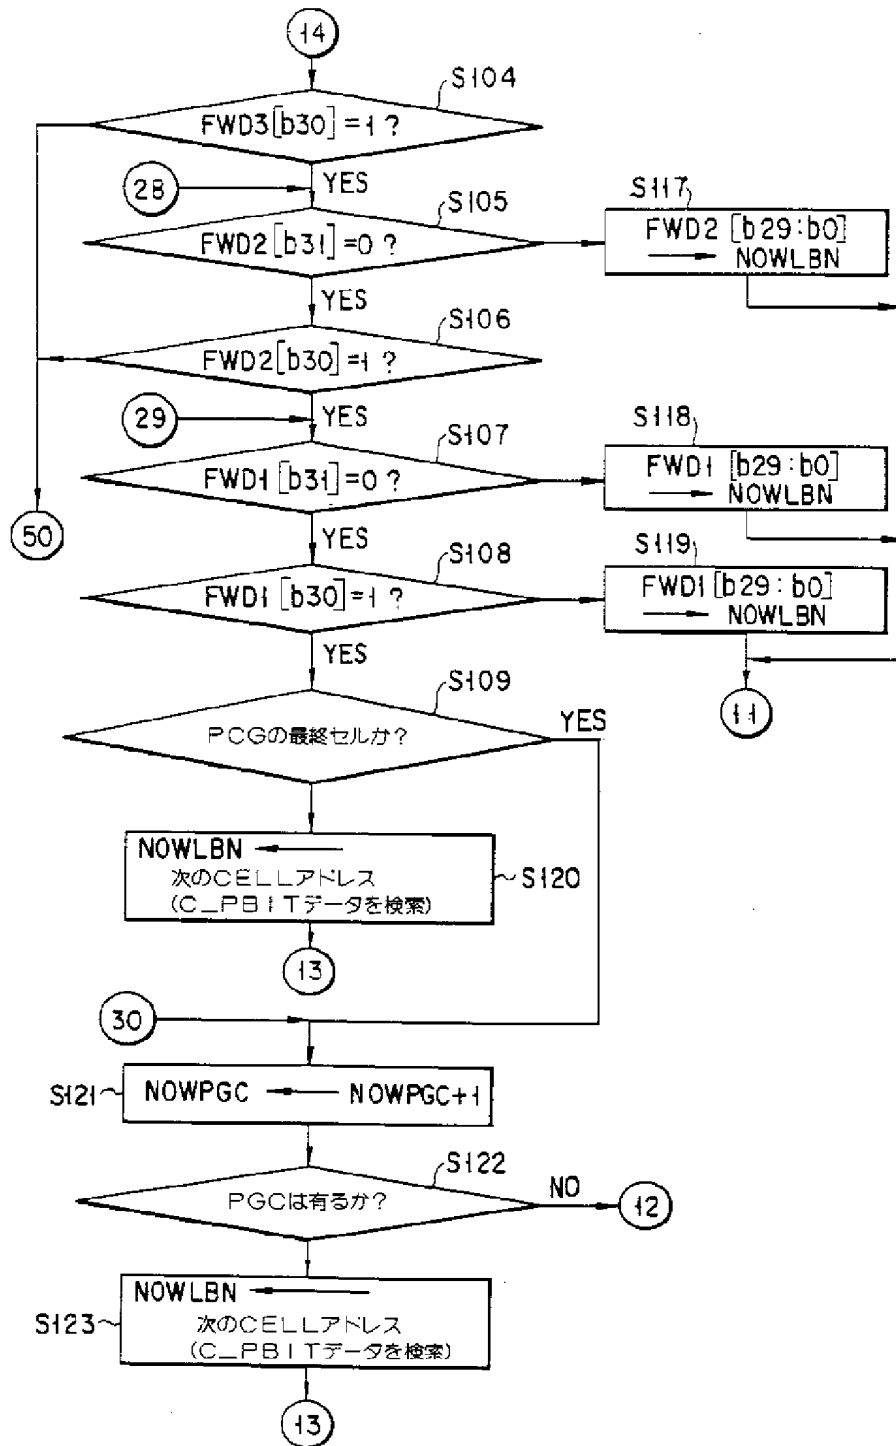 14
S104
FWD3[b30]=1?
28
YES
S105
FWD2[b31]=0?
S117
FWD2 [b29:b0]
→ NOWLBN
YES
S106
FWD2[b30]=1?
29
YES
S107
FWD1[b31]=0?
S118
FWD1 [b29:b0]
→ NOWLBN
50
YES
S108
FWD1[b30]=1?
S119
FWD1[b29:b0]
→ NOWLBN
YES
S109
PCGの最終セルか?
YES
11
NOWLBN ←
次のCELLアドレス
(C_PBITデータを検索)
S120
13
30
S121
NOWPGC ← NOWPGC+1
S122
PGCは有るか?
NO
12
NOWLBN ←
次のCELLアドレス
(C_PBITデータを検索)
S123
13